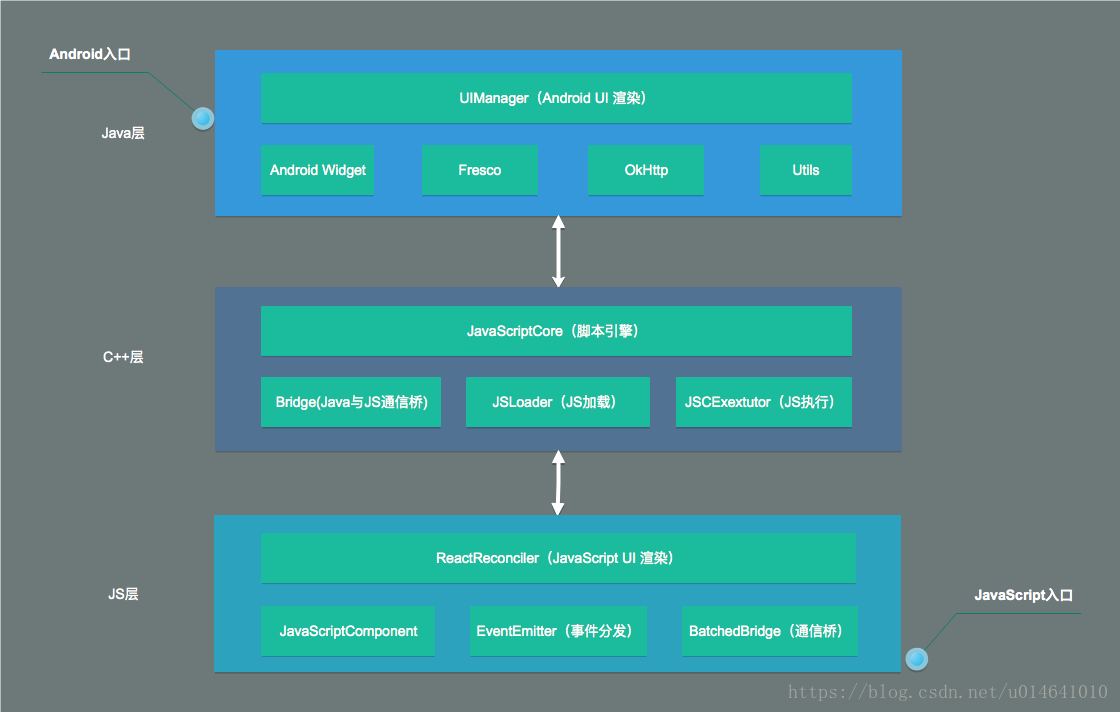 Android入口
Java层
UIManager（Android UI 渲染）
Android Widget
Fresco
OkHttp
Utils
C++层
JavaScriptCore（脚本引擎）
Bridge(Java与JS通信桥)
JSLoader（JS加载）
JSCExextutor（JS执行）
JS层
ReactReconciler（JavaScript UI 渲染）
JavaScriptComponent
EventEmitter（事件分发）
BatchedBridge（通信桥）
JavaScript入口
https://blog.csdn.net/u014641010